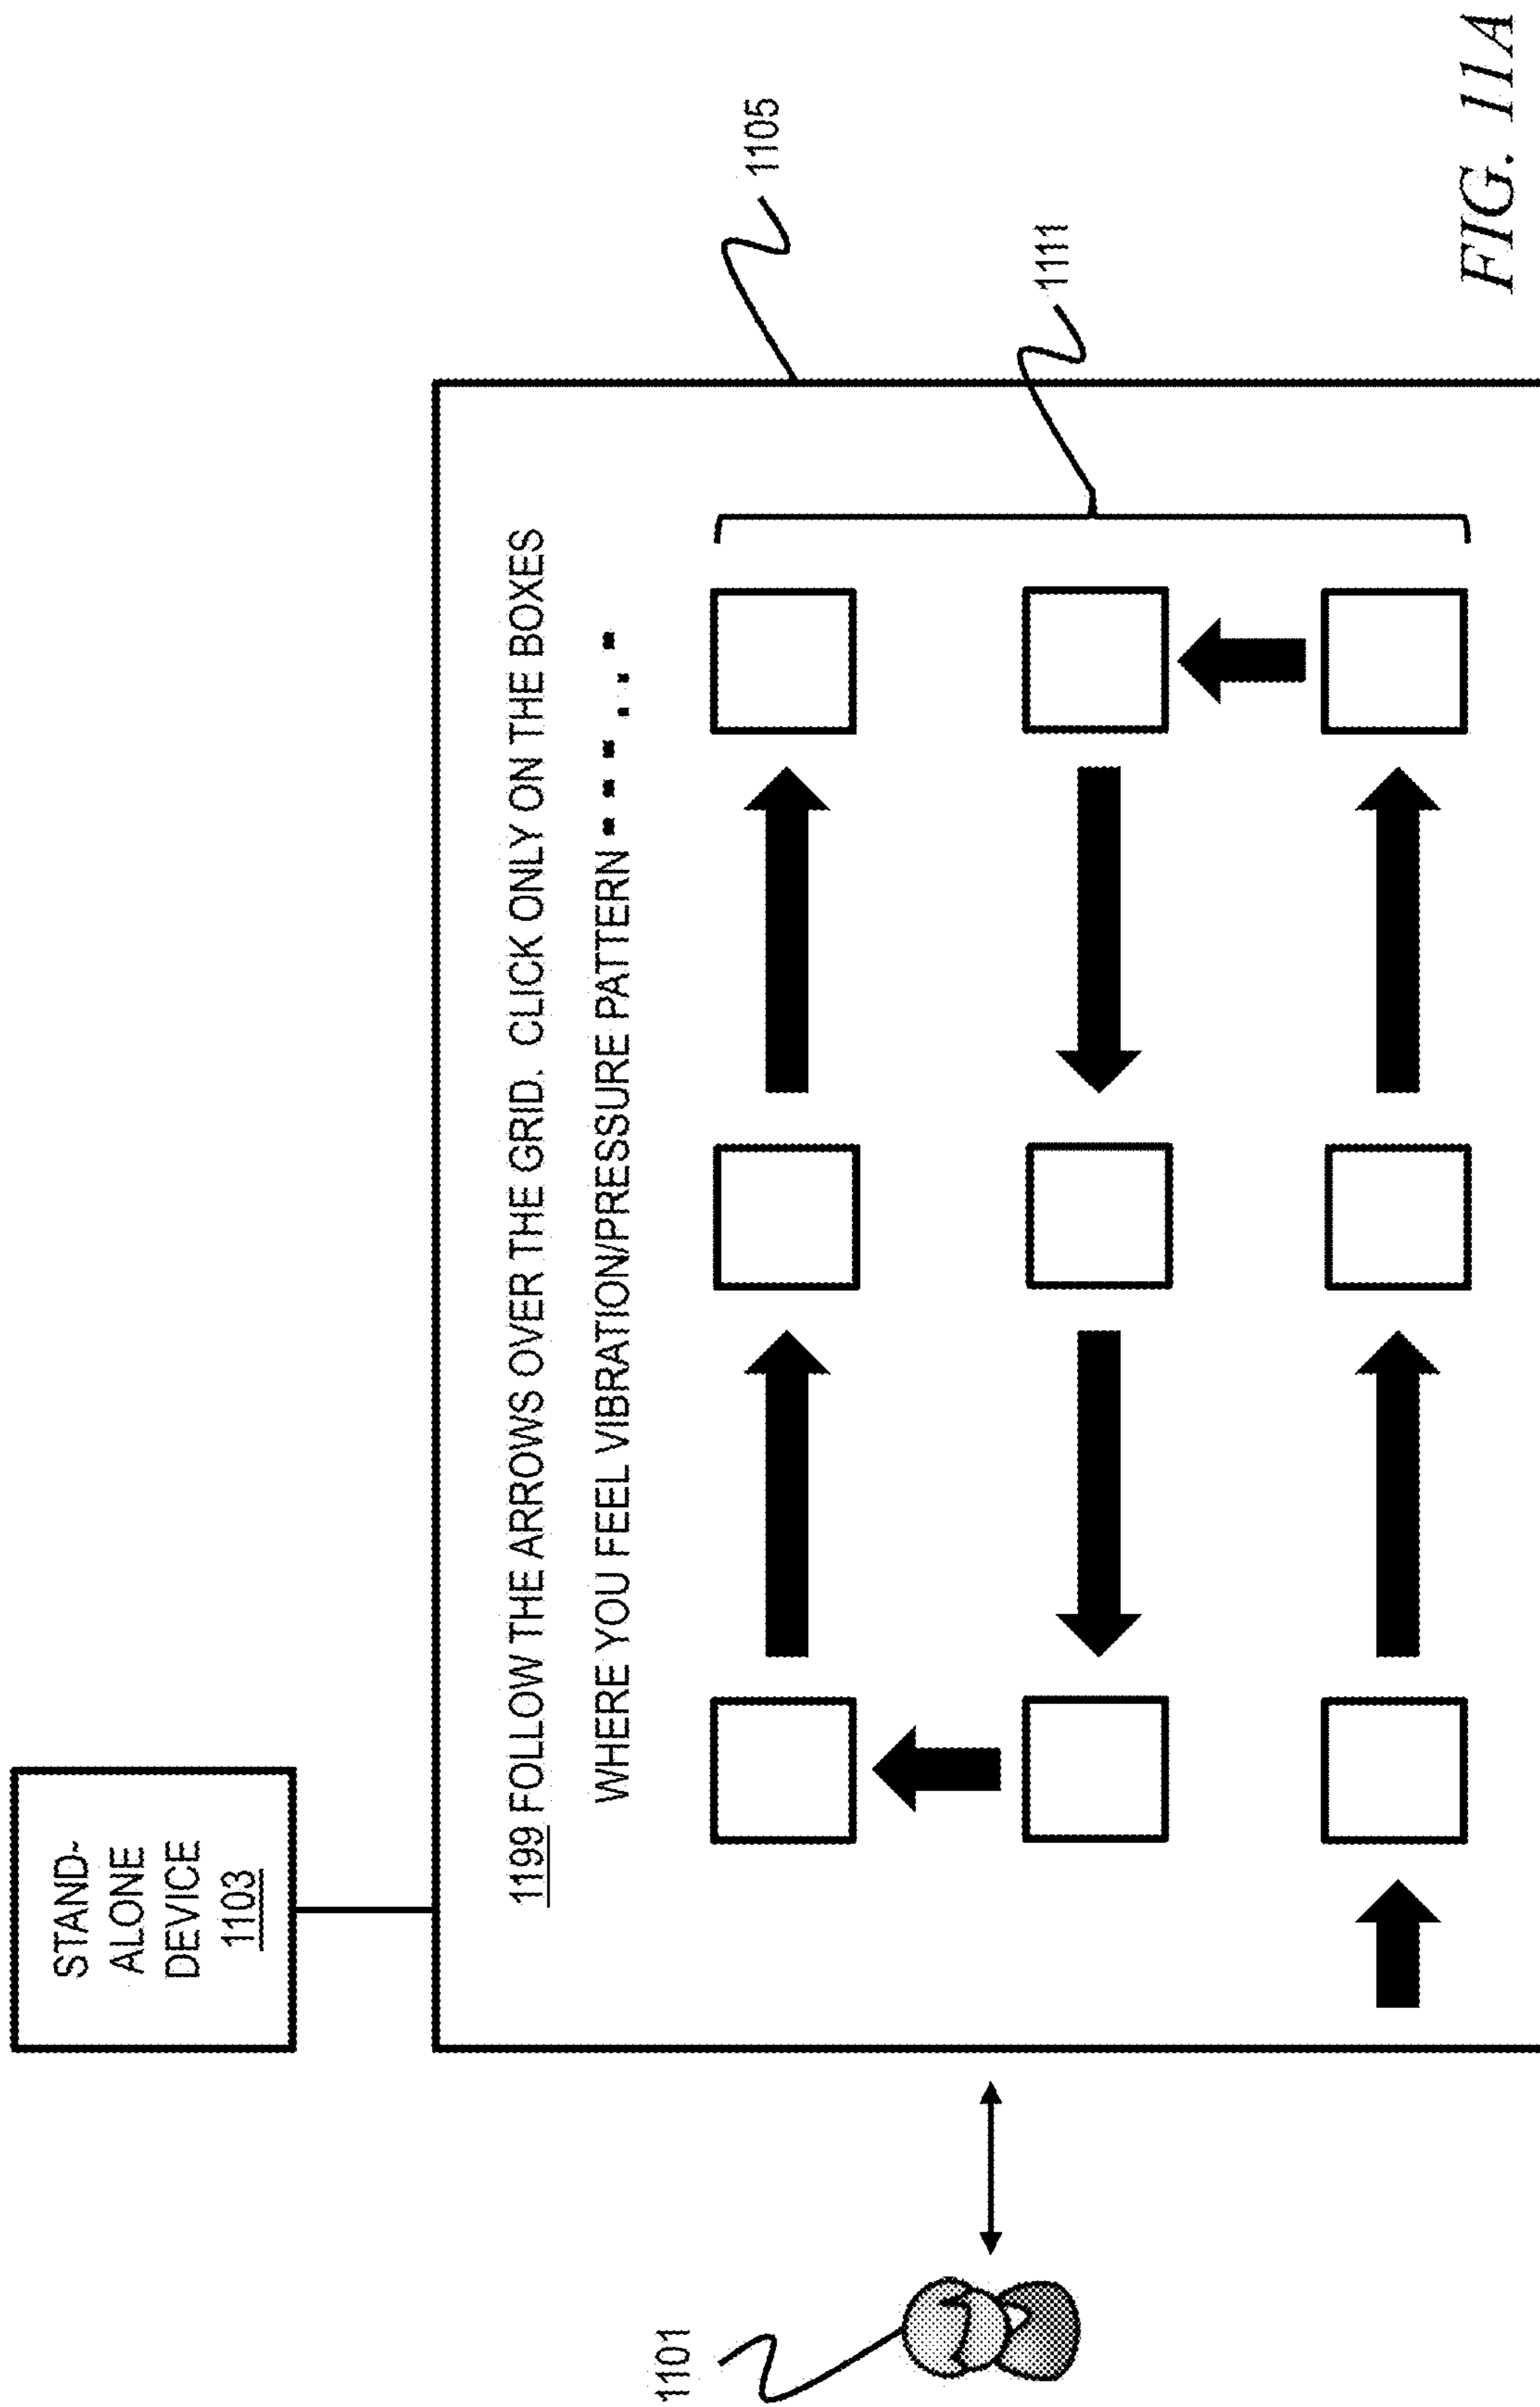 STAND-
ALONE
DEVICE
1103
1105
1199 FOLLOW THE ARROWS OVER THE GRID. CLICK ONLY ON THE BOXES
WHERE YOU FEEL VIBRATION/PRESSURE PATTERN - - - - . . -
1111
1101
FIG. 11A